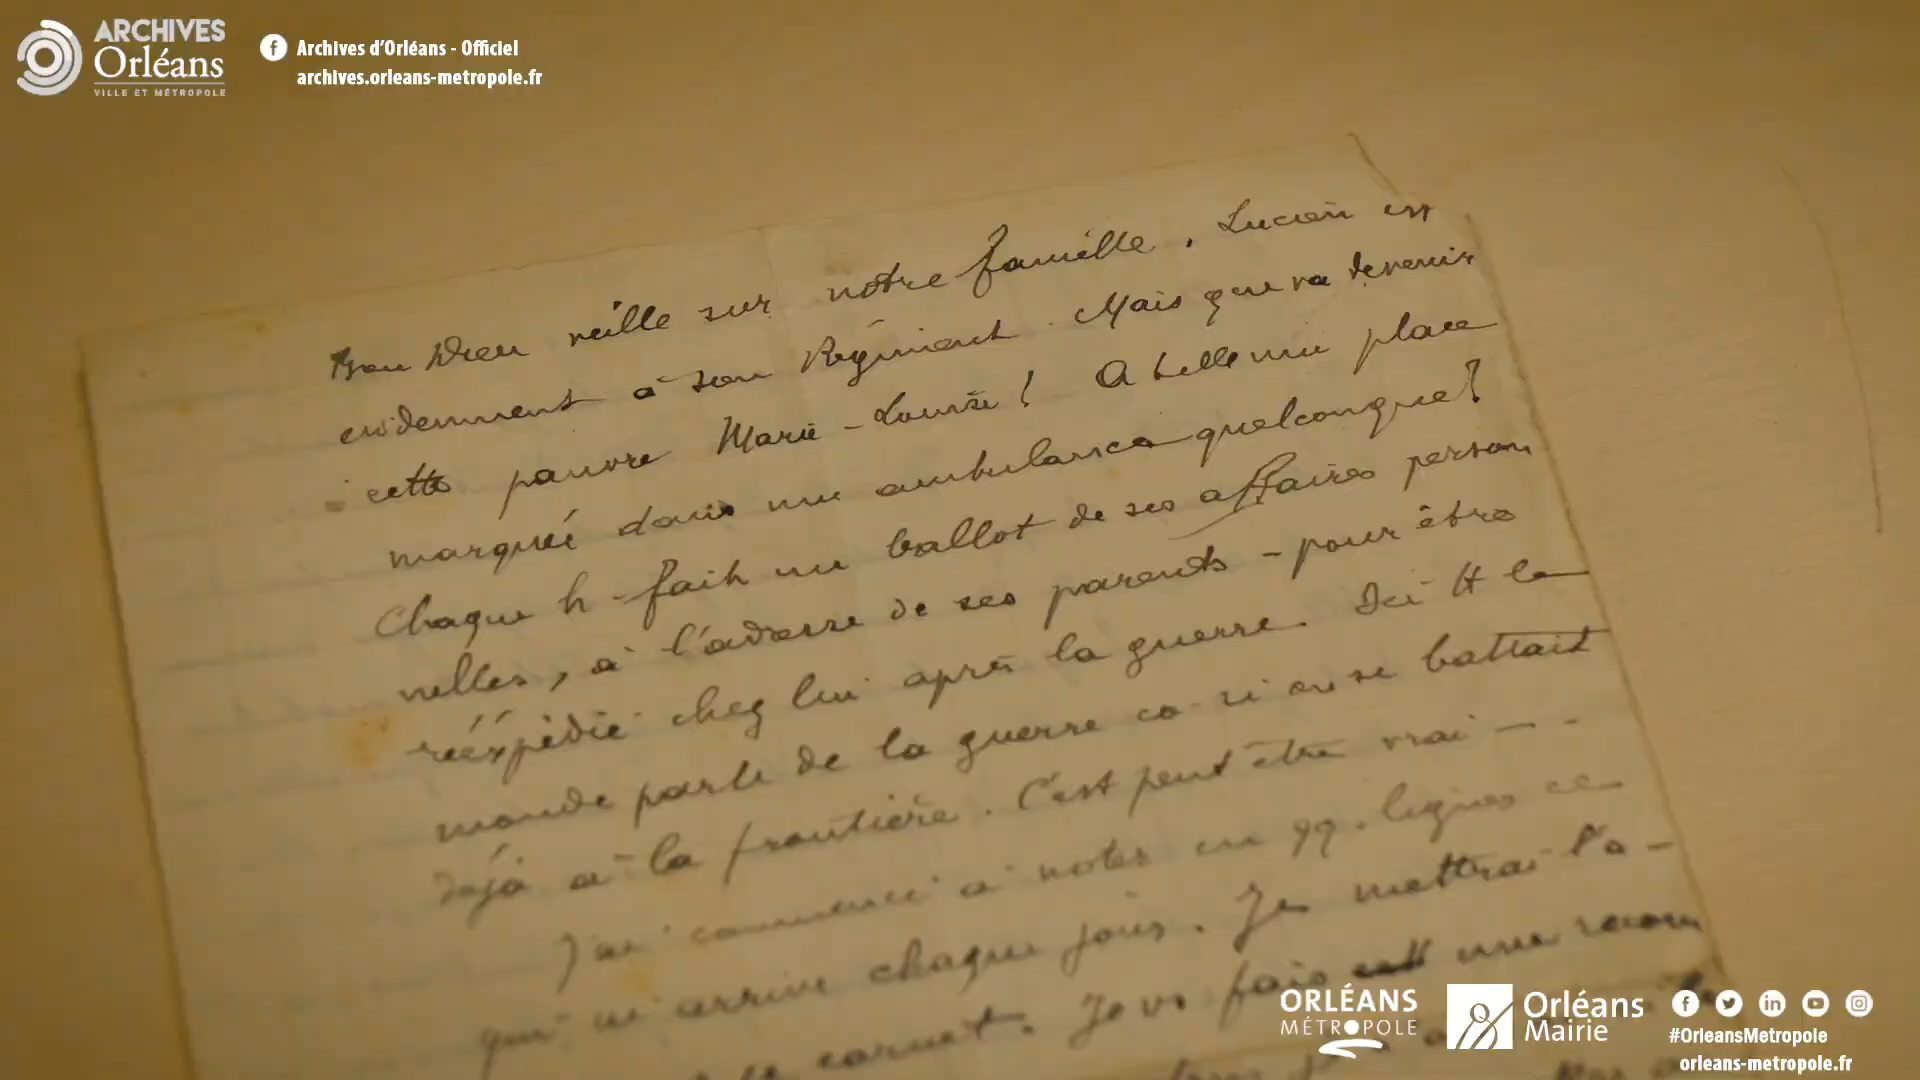 ARCHIVES
Orléans
VILLE ET MÉTROPOLE
Archives d'Orléans - Officiel
archives.orleans-metropole.fr
Bon Dieu veille sur notre famille. Lucien est
evidemment à son Régiment. Mais que va devenir
cette pauvre Marie-Louise! A-t-elle une place
marquée dans une ambulance quelconque?
Chaque h. fait un ballot de ses affaires person
nelles, à l'adresse de ses parents - pour être
réexpédié chez lui après la guerre. Ici tt le
monde parle de la guerre co. si on se battait
déjà à la frontière. C'est peut être vrai - -
J'ai commencé à noter en qq. lignes ce
qui m'arrive chaque jour. Je mettrai l'a-
carnet. Je vs fais une recom
ORLÉANS
MÉTROPOLE
Orléans
Mairie
#OrleansMetropole
orleans-metropole.fr